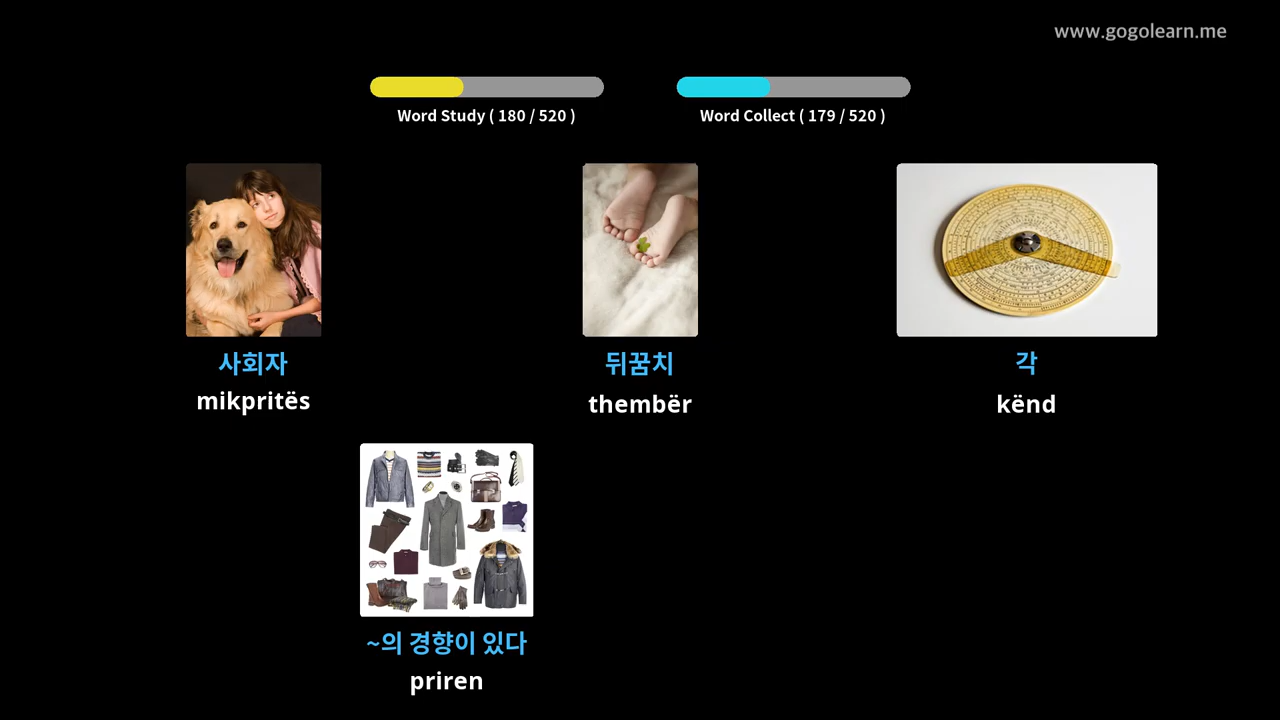 www.gogolearn.me
Word Study ( 180 / 520 )
Word Collect ( 179 / 520 )
사회자
mikpritës
뒤꿈치
thembër
각
kënd
~의 경향이 있다
priren